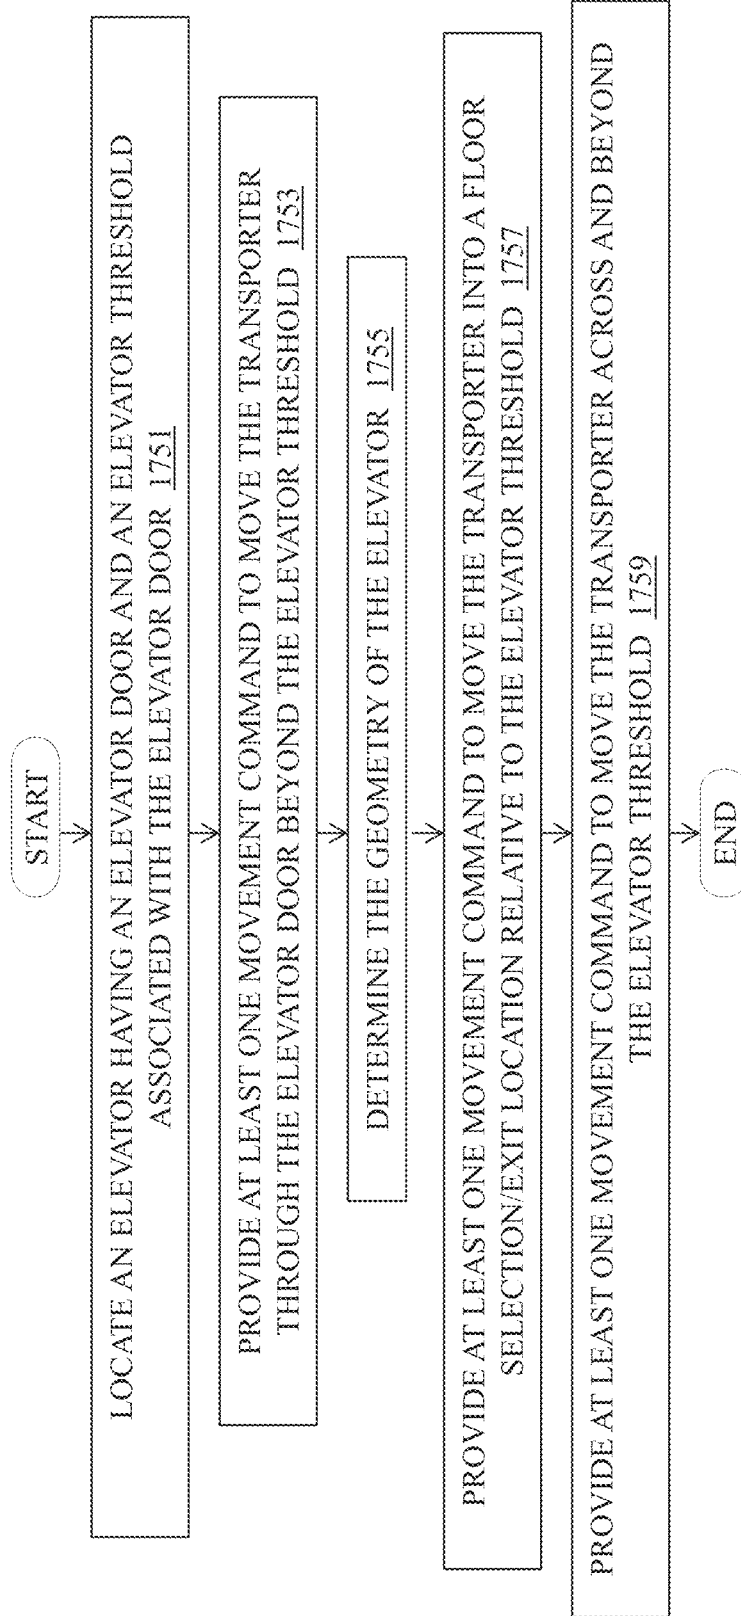 START
LOCATE AN ELEVATOR HAVING AN ELEVATOR DOOR AND AN ELEVATOR THRESHOLD
ASSOCIATED WITH THE ELEVATOR DOOR 1751
PROVIDE AT LEAST ONE MOVEMENT COMMAND TO MOVE THE TRANSPORTER
THROUGH THE ELEVATOR DOOR BEYOND THE ELEVATOR THRESHOLD 1753
DETERMINE THE GEOMETRY OF THE ELEVATOR 1755
PROVIDE AT LEAST ONE MOVEMENT COMMAND TO MOVE THE TRANSPORTER INTO A FLOOR
SELECTION/EXIT LOCATION RELATIVE TO THE ELEVATOR THRESHOLD 1757
PROVIDE AT LEAST ONE MOVEMENT COMMAND TO MOVE THE TRANSPORTER ACROSS AND BEYOND
THE ELEVATOR THRESHOLD 1759
END